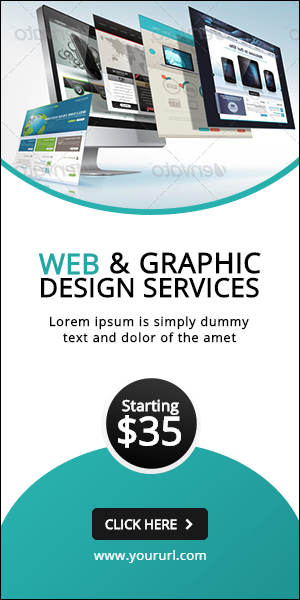 envato
WEB & GRAPHIC
DESIGN SERVICES
Lorem ipsum is simply dummy
text and dolor of the amet
Starting
$35
CLICK HERE
www.yoururl.com